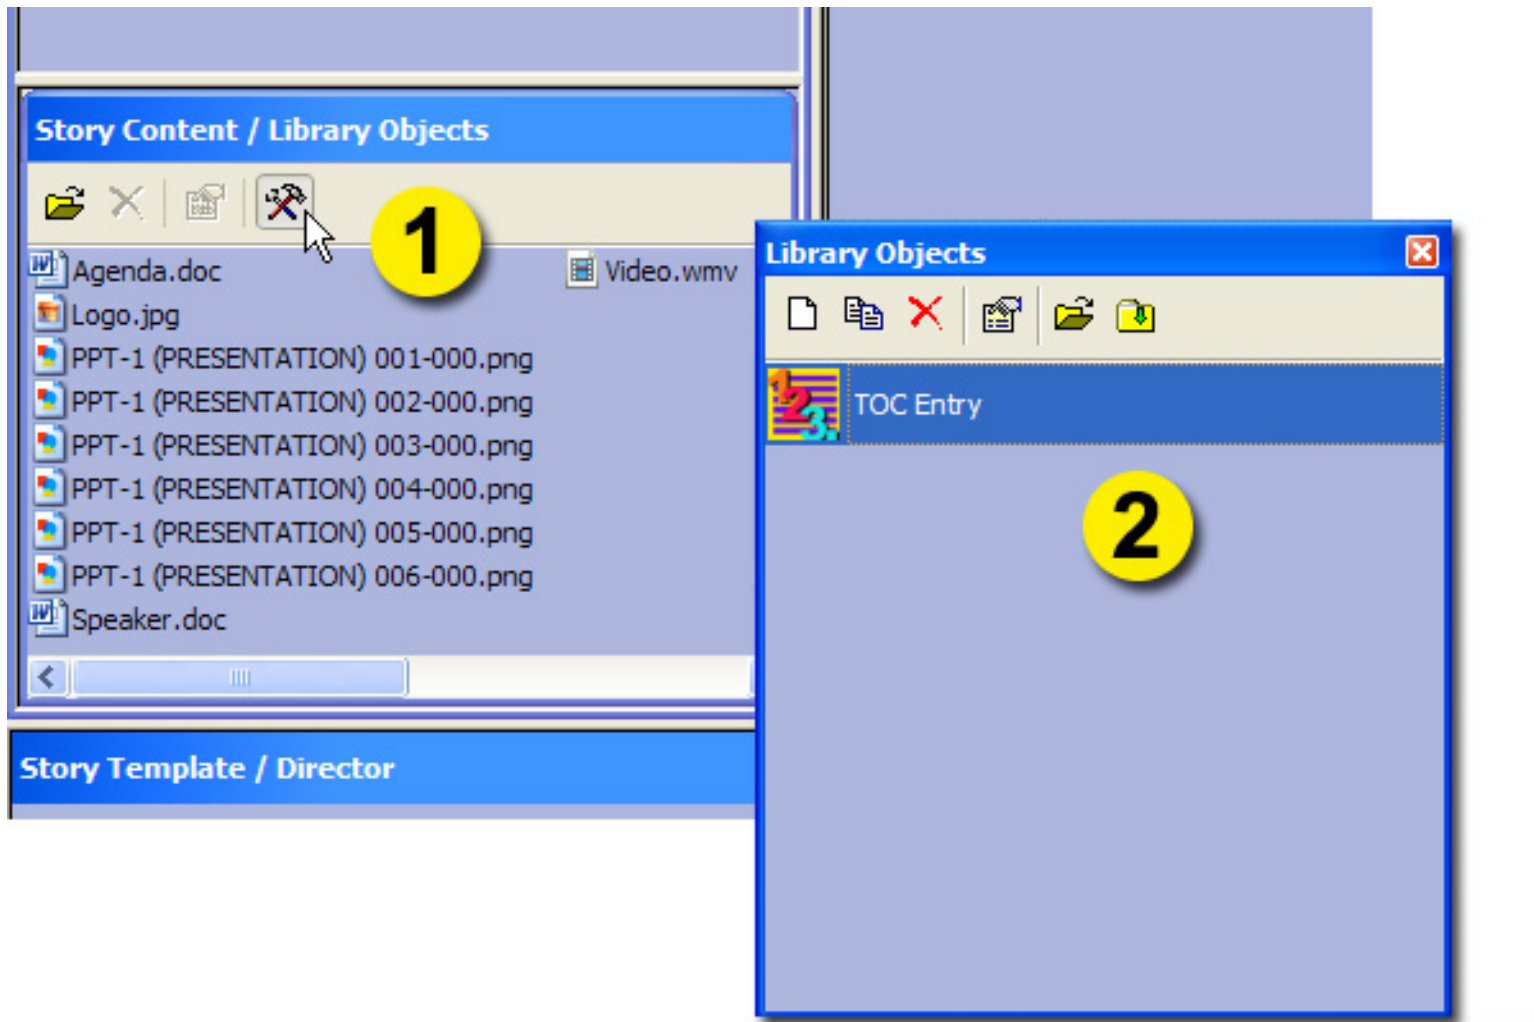 Story Content / Library Objects
1
Agenda.doc
Video.wmv
Logo.jpg
PPT-1 (PRESENTATION) 001-000.png
PPT-1 (PRESENTATION) 002-000.png
PPT-1 (PRESENTATION) 003-000.png
PPT-1 (PRESENTATION) 004-000.png
PPT-1 (PRESENTATION) 005-000.png
PPT-1 (PRESENTATION) 006-000.png
Speaker.doc
Story Template / Director
Library Objects
123.
TOC Entry
2